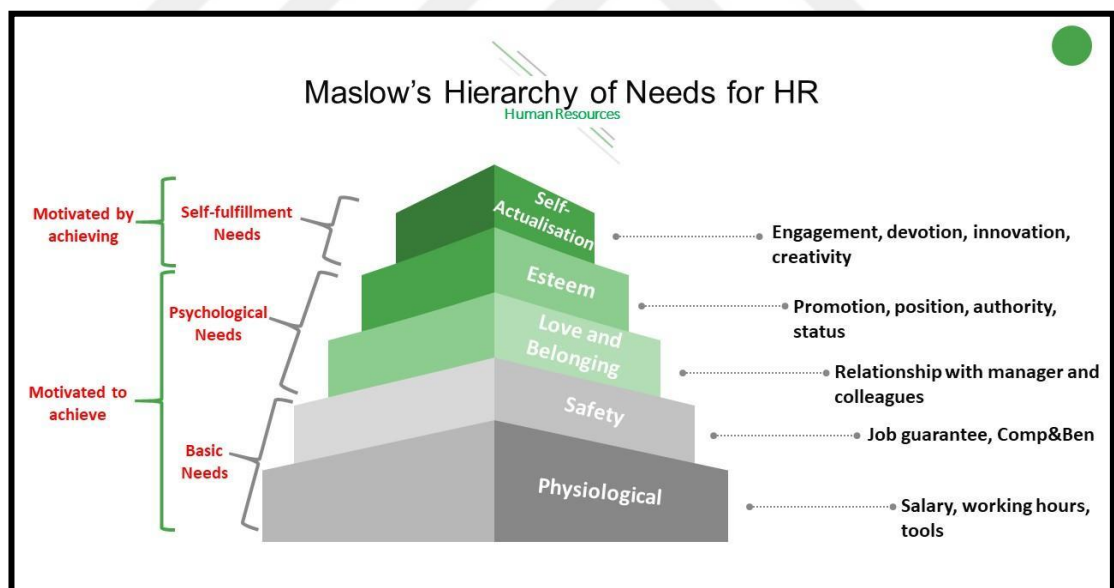 Maslow’s Hierarchy of Needs for HR
Human Resources
Motivated by
achieving
Self-fulfillment
Needs
Self-
Actualisation
Engagement, devotion, innovation,
creativity
Psychological
Needs
Esteem
Promotion, position, authority,
status
Love and
Belonging
Relationship with manager and
colleagues
Motivated to
achieve
Basic
Needs
Safety
Job guarantee, Comp&Ben
Physiological
Salary, working hours,
tools